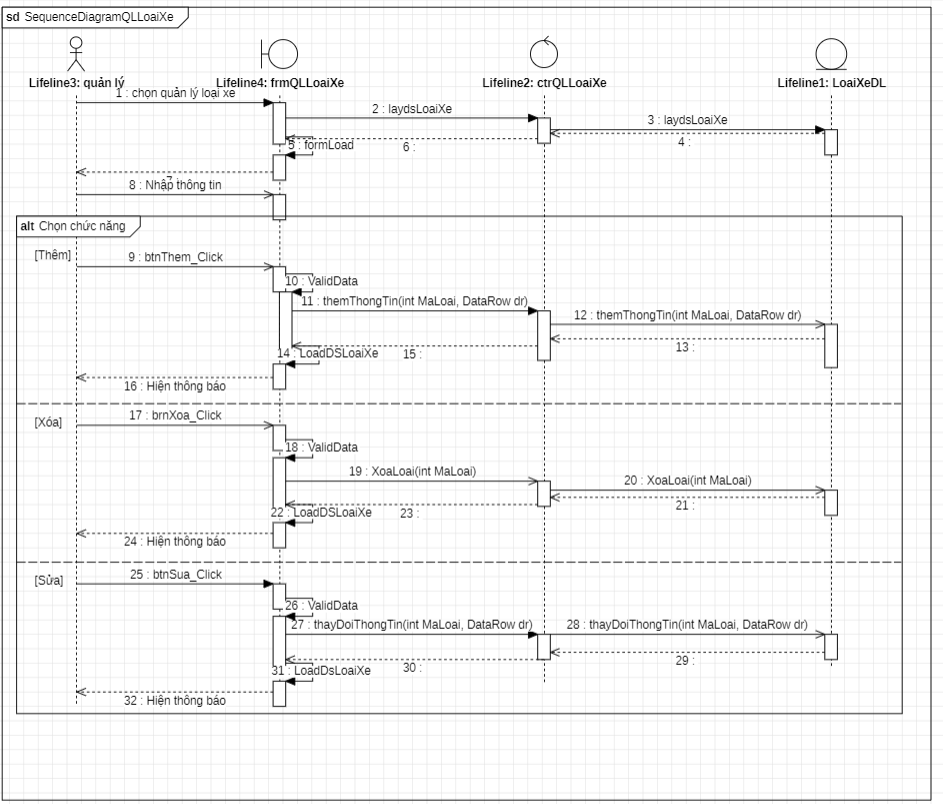 sd SequenceDiagramQLLoaiXe
Lifeline3: quản lý
Lifeline4: frmQLLoaiXe
Lifeline2: ctrQLLoaiXe
Lifeline1: LoaiXeDL
1 : chọn quản lý loại xe
2 : laydsLoaiXe
3 : laydsLoaiXe
4 :
5 : formLoad
6 :
7
8 : Nhập thông tin
alt Chọn chức năng
[Thêm]
9 : btnThem_Click
10 : ValidData
11 : themThongTin(int MaLoai, DataRow dr)
12 : themThongTin(int MaLoai, DataRow dr)
13 :
14 : LoadDSLoaiXe
15 :
16 : Hiện thông báo
[Xóa]
17 : brnXoa_Click
18 : ValidData
19 : XoaLoai(int MaLoai)
20 : XoaLoai(int MaLoai)
21 :
22 : LoadDSLoaiXe
23 :
24 : Hiện thông báo
[Sửa]
25 : btnSua_Click
26 : ValidData
27 : thayDoiThongTin(int MaLoai, DataRow dr)
28 : thayDoiThongTin(int MaLoai, DataRow dr)
29 :
30 :
31 : LoadDsLoaiXe
32 : Hiện thông báo